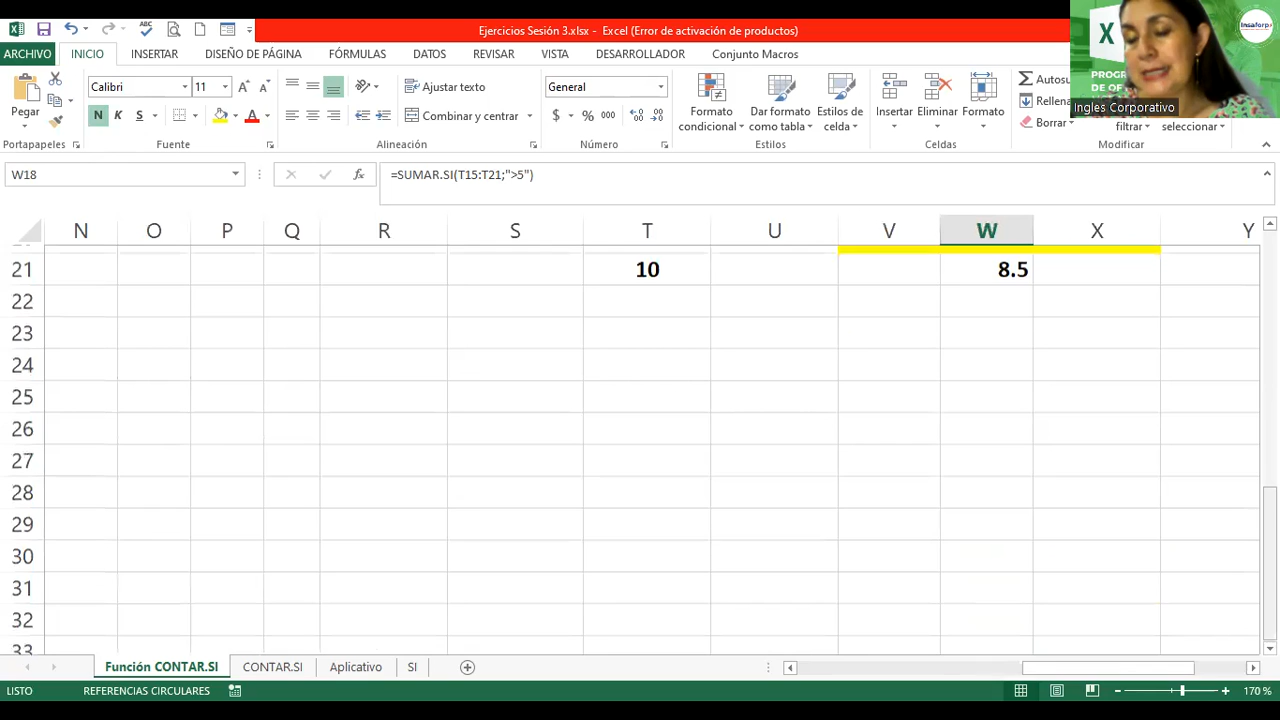 Ejercicios Sesión 3.xlsx - Excel (Error de activación de productos)
ARCHIVO INICIO INSERTAR DISEÑO DE PÁGINA FÓRMULAS DATOS REVISAR VISTA DESARROLLADOR Conjunto Macros
Insaforp
X
PROGR
DE OF
Ingles Corporativo
Pegar
Calibri 11
N K S A
Ajustar texto
Combinar y centrar
General
$ % 000
Formato condicional
Dar formato como tabla
Estilos de celda
Insertar Eliminar Formato
Autosu
Rellena
Borrar
filtrar
seleccionar
Portapapeles Fuente Alineación Número Estilos Celdas Modificar
W18 fx =SUMAR.SI(T15:T21;">5")
N O P Q R S T U V W X Y
21 10 8.5
22
23
24
25
26
27
28
29
30
31
32
33
Función CONTAR.SI CONTAR.SI Aplicativo SI
LISTO REFERENCIAS CIRCULARES 170 %